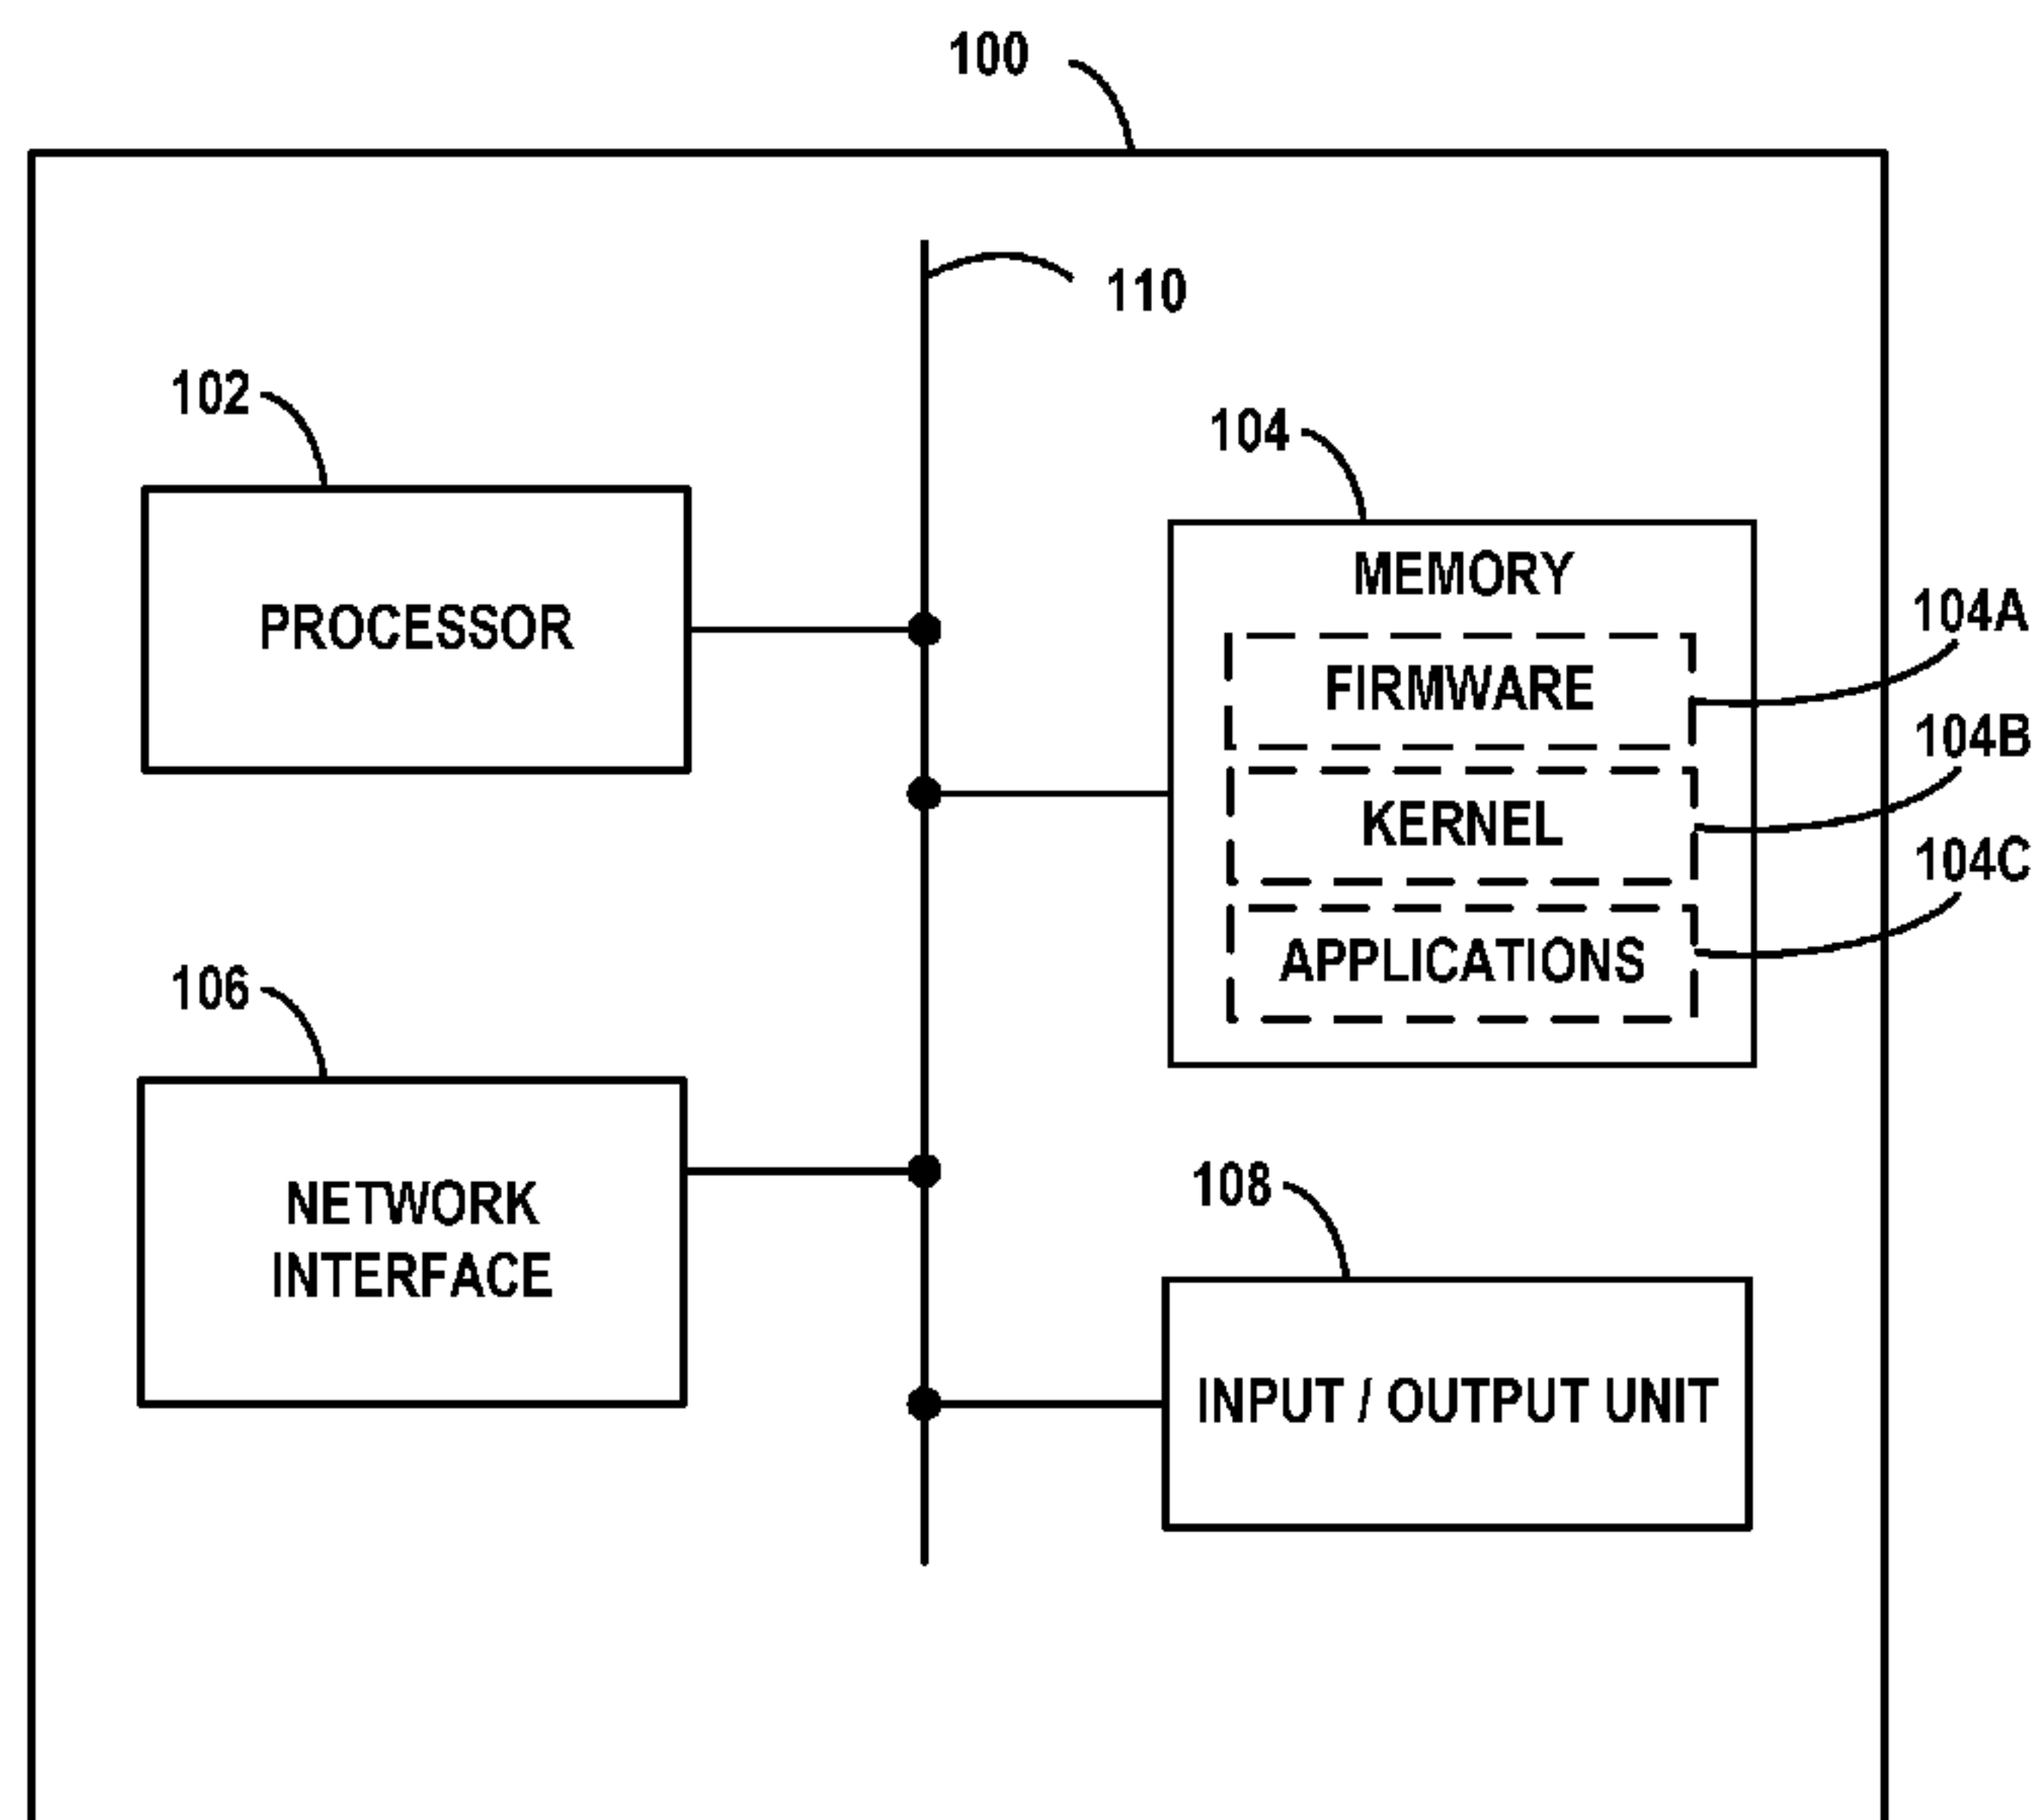 100
110
102
PROCESSOR
104
MEMORY
FIRMWARE
104A
KERNEL
104B
APPLICATIONS
104C
106
NETWORK
INTERFACE
108
INPUT / OUTPUT UNIT